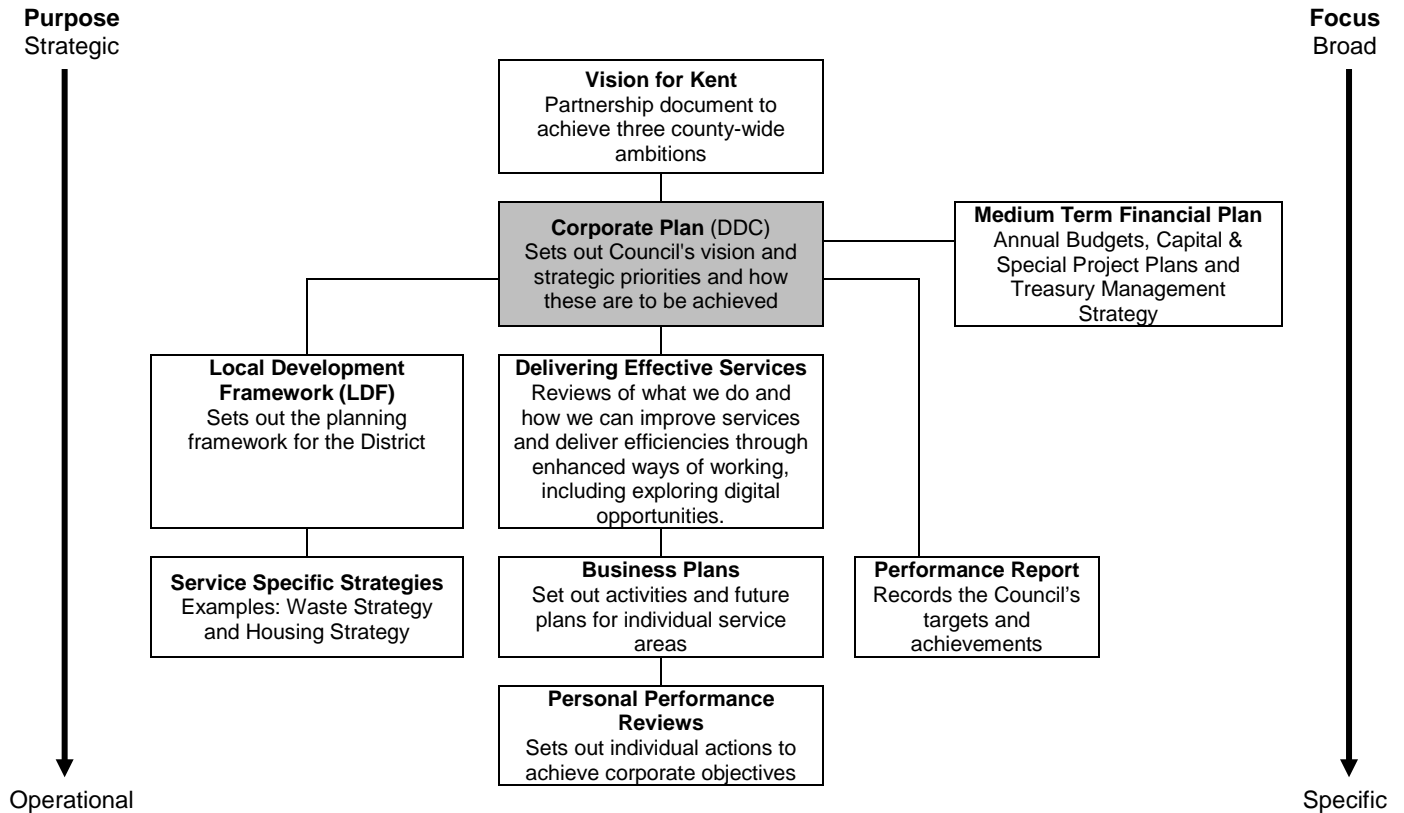 Purpose
Strategic
Focus
Broad
Vision for Kent
Partnership document to
achieve three county-wide
ambitions
Corporate Plan (DDC)
Sets out Council's vision and
strategic priorities and how
these are to be achieved
Medium Term Financial Plan
Annual Budgets, Capital &
Special Project Plans and
Treasury Management
Strategy
Local Development
Framework (LDF)
Sets out the planning
framework for the District
Delivering Effective Services
Reviews of what we do and
how we can improve services
and deliver efficiencies through
enhanced ways of working,
including exploring digital
opportunities.
Service Specific Strategies
Examples: Waste Strategy
and Housing Strategy
Business Plans
Set out activities and future
plans for individual service
areas
Performance Report
Records the Council’s
targets and
achievements
Personal Performance
Reviews
Sets out individual actions to
achieve corporate objectives
Operational
Specific